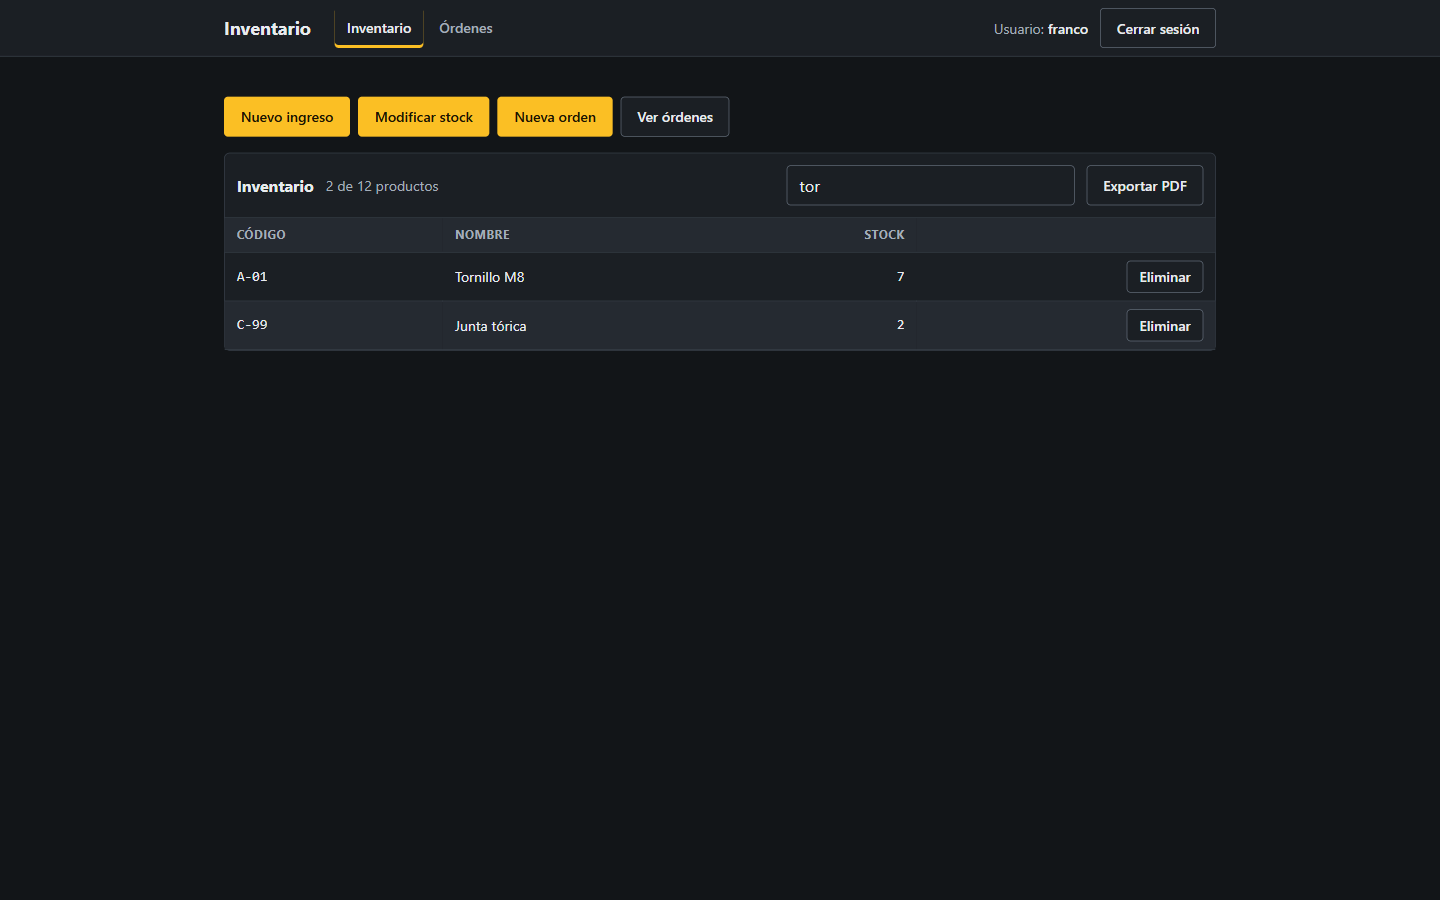 Inventario Inventario Órdenes Usuario: franco Cerrar sesión
Nuevo ingreso Modificar stock Nueva orden Ver órdenes
Inventario 2 de 12 productos tor Exportar PDF
CÓDIGO NOMBRE STOCK
A-01 Tornillo M8 7 Eliminar
C-99 Junta tórica 2 Eliminar